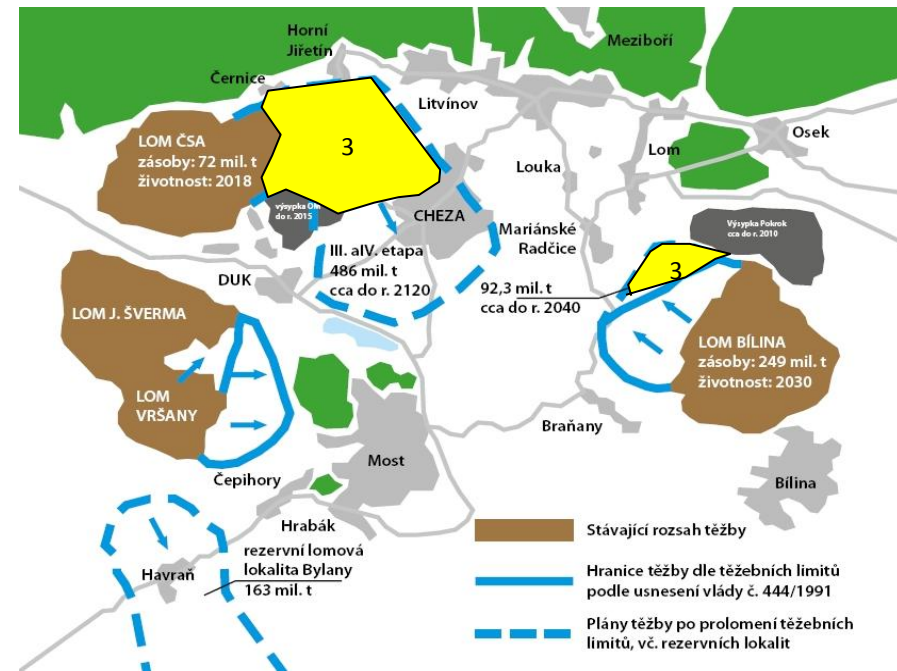 Horní
Jiřetín
Meziboří
Černice
Litvínov
Osek
LOM ČSA
zásoby: 72 mil. t
životnost: 2018
3
Louka
Lom
výsypka
do r. 2015
CHEZA
Mariánské
Radčice
Výsypka Pokrok
cca do r. 2010
III. aIV. etapa
486 mil. t
cca do r. 2120
3
DUK
92,3 mil. t
cca do r. 2040
LOM J. ŠVERMA
LOM BÍLINA
zásoby: 249 mil. t
životnost: 2030
LOM
VRŠANY
Braňany
Most
Čepihory
Bílina
Hrabák
Stávající rozsah těžby
rezervní lomová
lokalita Bylany
163 mil. t
Havraň
Hranice těžby dle těžebních limitů
podle usnesení vlády č. 444/1991
Plány těžby po prolomení těžebních
limitů, vč. rezervních lokalit